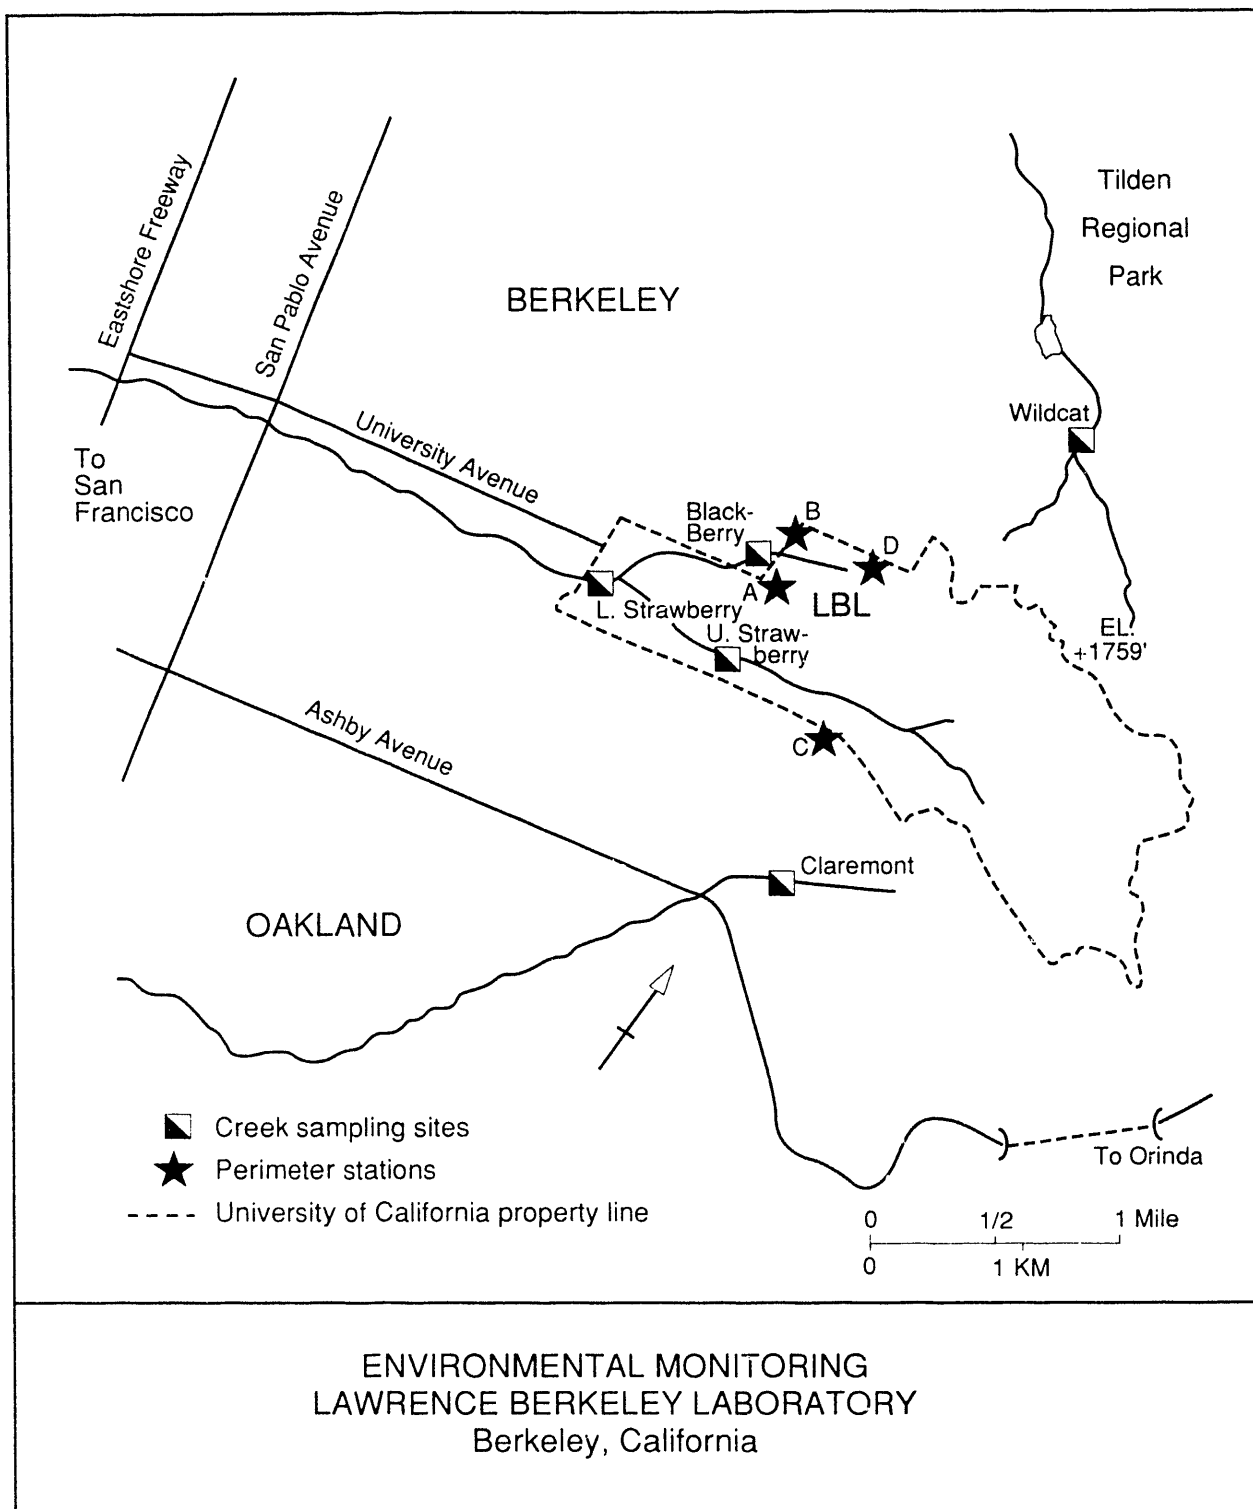 Tilden
Regional
Park
Eastshore Freeway
San Pablo Avenue
BERKELEY
Wildcat
University Avenue
To
San
Francisco
Black-
Berry
B
D
A
LBL
L. Strawberry
U. Straw-
berry
EL.
+1759'
Ashby Avenue
C
Claremont
OAKLAND
Creek sampling sites
Perimeter stations
University of California property line
To Orinda
0 1/2 1 Mile
0 1 KM
ENVIRONMENTAL MONITORING
LAWRENCE BERKELEY LABORATORY
Berkeley, California